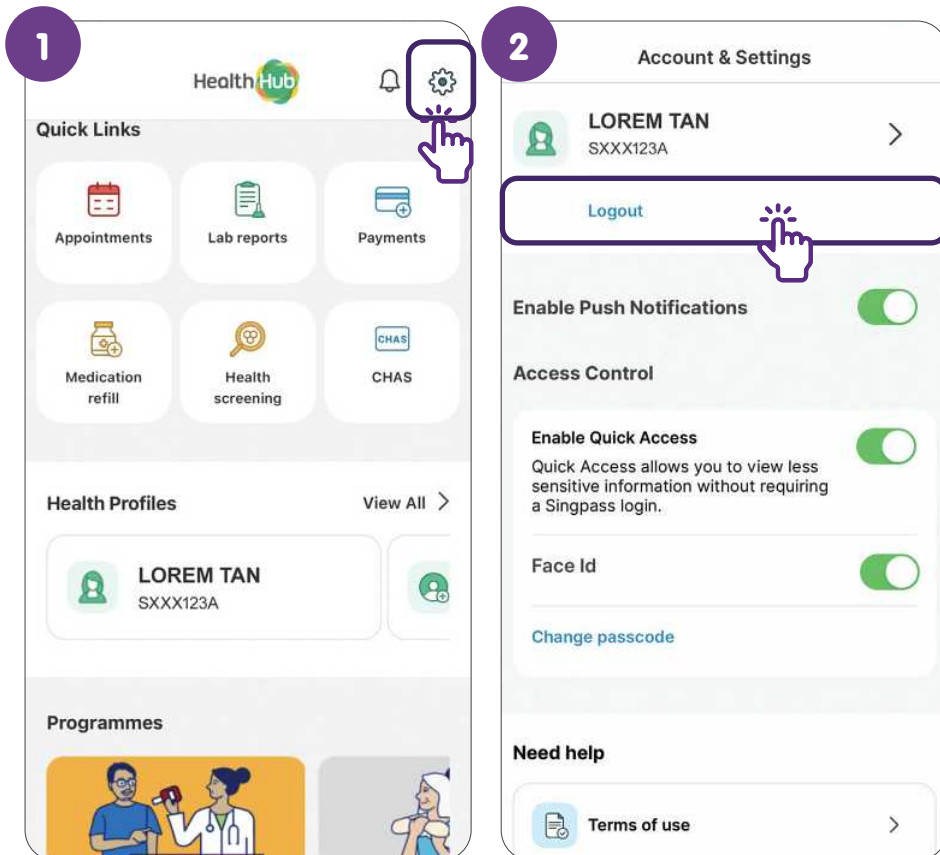 1
HealthHub
Quick Links
Appointments
Lab reports
Payments
CHAS
Medication
refill
Health
screening
CHAS
Health Profiles
View All
LOREM TAN
SXXX123A
Programmes
2
Account & Settings
LOREM TAN
SXXX123A
Logout
Enable Push Notifications
Access Control
Enable Quick Access
Quick Access allows you to view less
sensitive information without requiring
a Singpass login.
Face Id
Change passcode
Need help
Terms of use